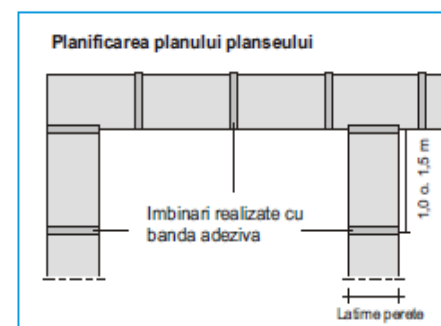 Planificarea planului planseului
1,0 o. 1,5 m
Imbinari realizate cu
banda adeziva
Latime perete